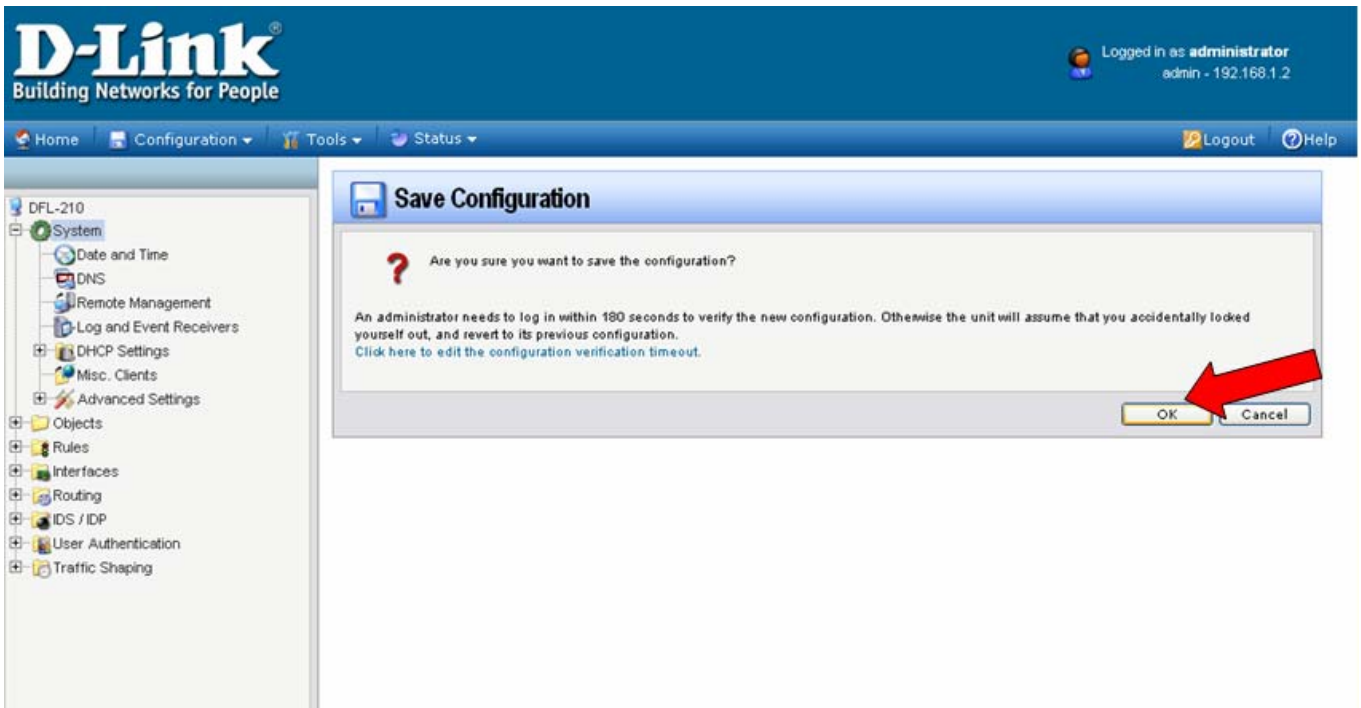 D-Link®
Building Networks for People
Logged in as administrator
admin - 192.168.1.2
Home Configuration Tools Status Logout Help
Save Configuration
DFL-210
System
Date and Time
DNS
Remote Management
Log and Event Receivers
DHCP Settings
Misc. Clients
Advanced Settings
Objects
Rules
Interfaces
Routing
IDS / IDP
User Authentication
Traffic Shaping
?
Are you sure you want to save the configuration?
An administrator needs to log in within 180 seconds to verify the new configuration. Otherwise the unit will assume that you accidentally locked
yourself out, and revert to its previous configuration.
Click here to edit the configuration verification timeout.
OK Cancel